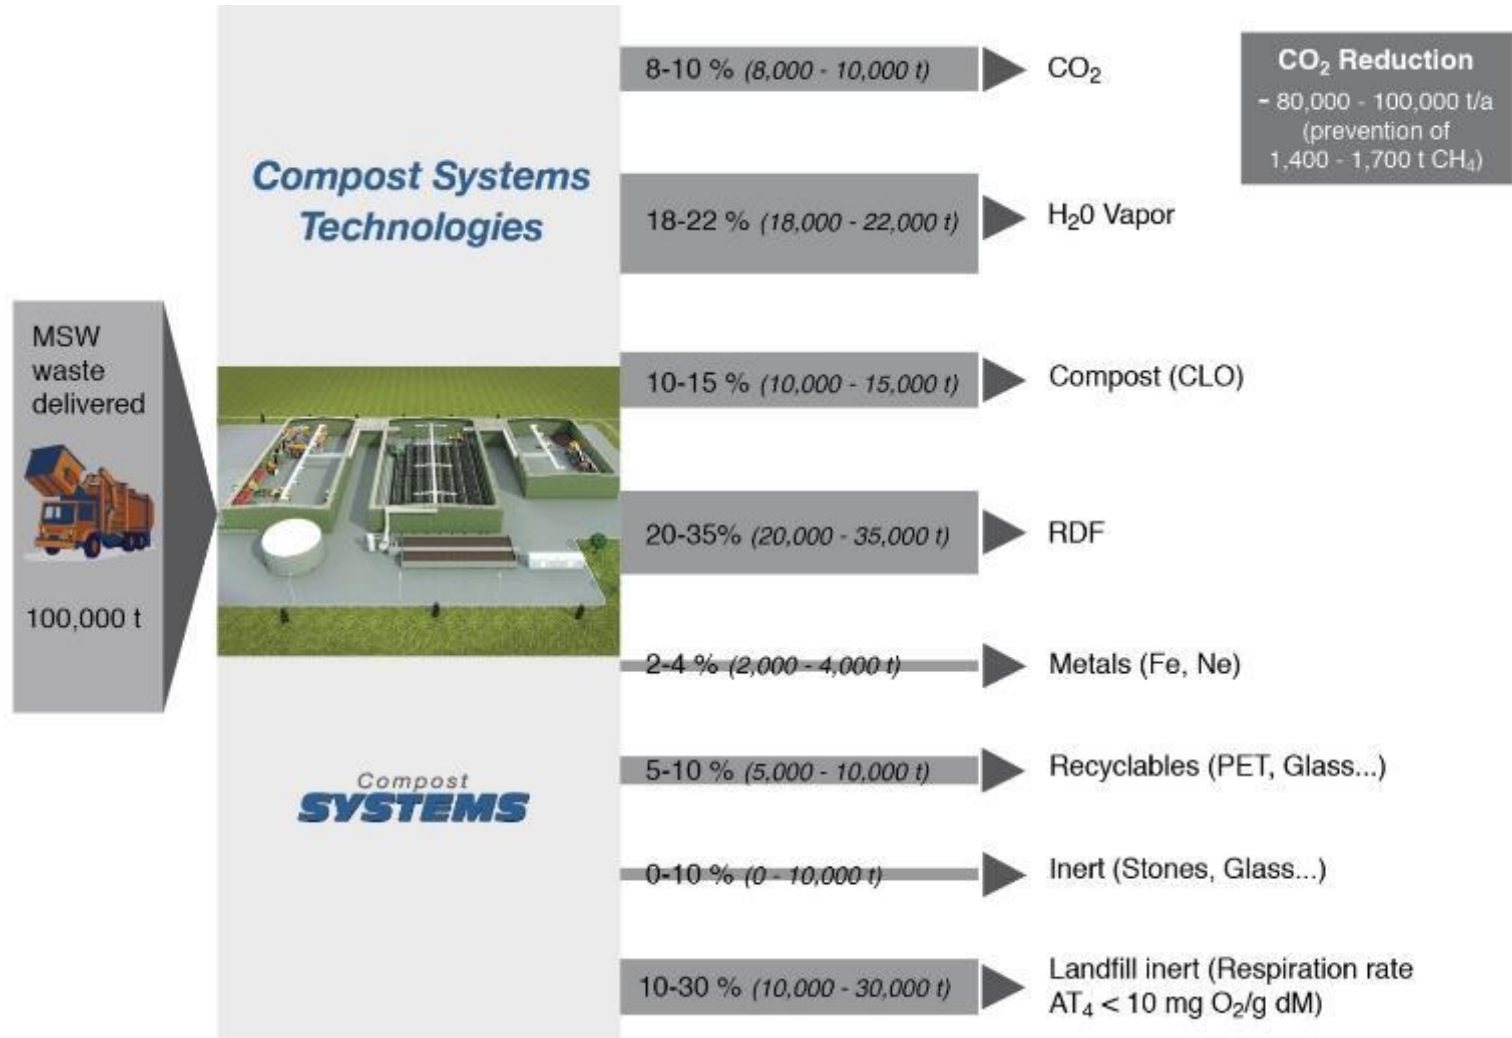 8-10 % (8,000 - 10,000 t)
CO₂
CO₂ Reduction
- 80,000 - 100,000 t/a
(prevention of
1,400 - 1,700 t CH₄)
Compost Systems
Technologies
18-22 % (18,000 - 22,000 t)
H₂0 Vapor
MSW
waste
delivered
100,000 t
10-15 % (10,000 - 15,000 t)
Compost (CLO)
20-35% (20,000 - 35,000 t)
RDF
2-4 % (2,000 - 4,000 t)
Metals (Fe, Ne)
Compost
SYSTEMS
5-10 % (5,000 - 10,000 t)
Recyclables (PET, Glass...)
0-10 % (0 - 10,000 t)
Inert (Stones, Glass...)
10-30 % (10,000 - 30,000 t)
Landfill inert (Respiration rate
AT₄ < 10 mg O₂/g dM)